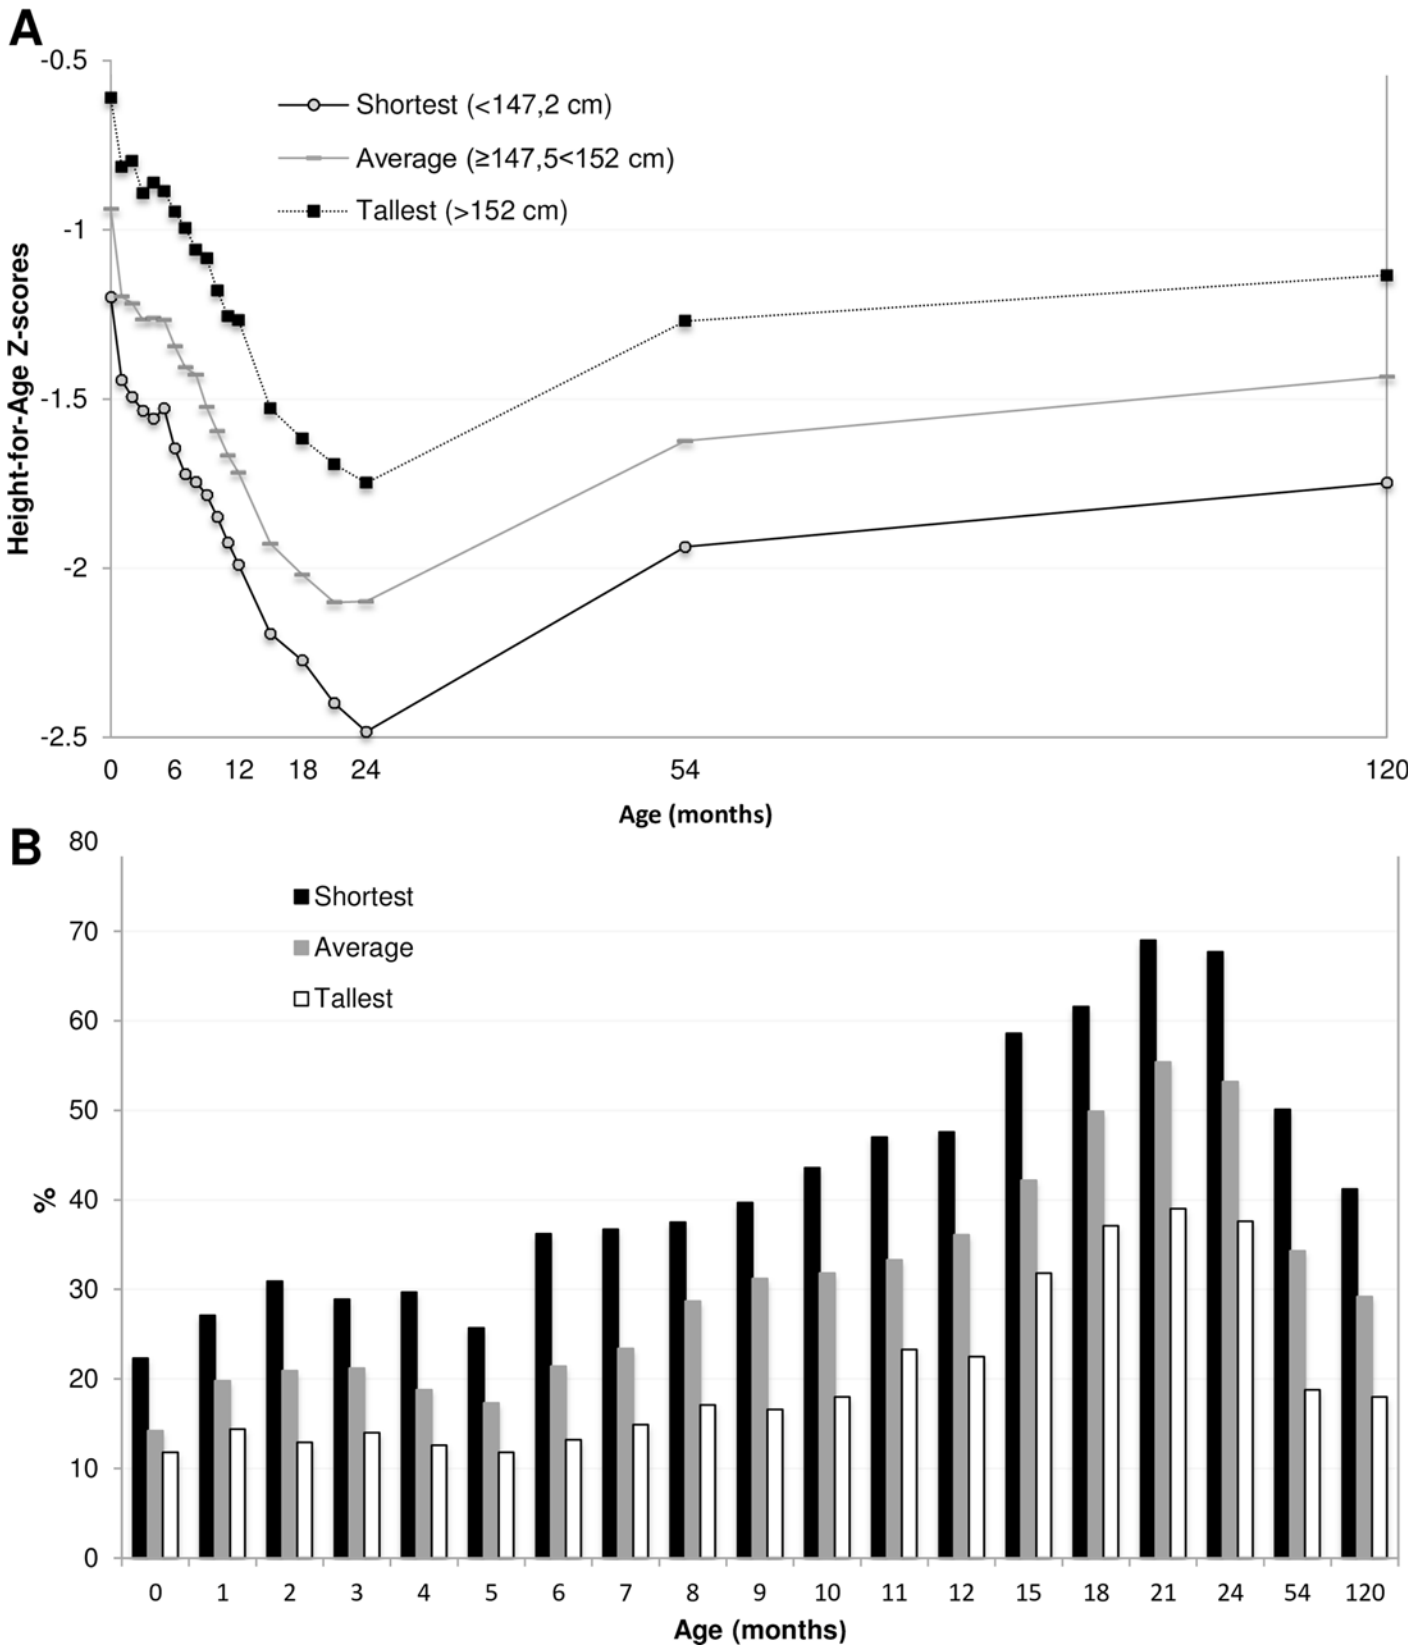 A
-0.5
Shortest (<147,2 cm)
Average (≥147,5<152 cm)
Tallest (>152 cm)
-1
-1.5
-2
-2.5
Height-for-Age Z-scores
0 6 12 18 24 54 120
Age (months)
B
80
Shortest
Average
Tallest
70
60
50
40
30
20
10
0
%
0 1 2 3 4 5 6 7 8 9 10 11 12 15 18 21 24 54 120
Age (months)